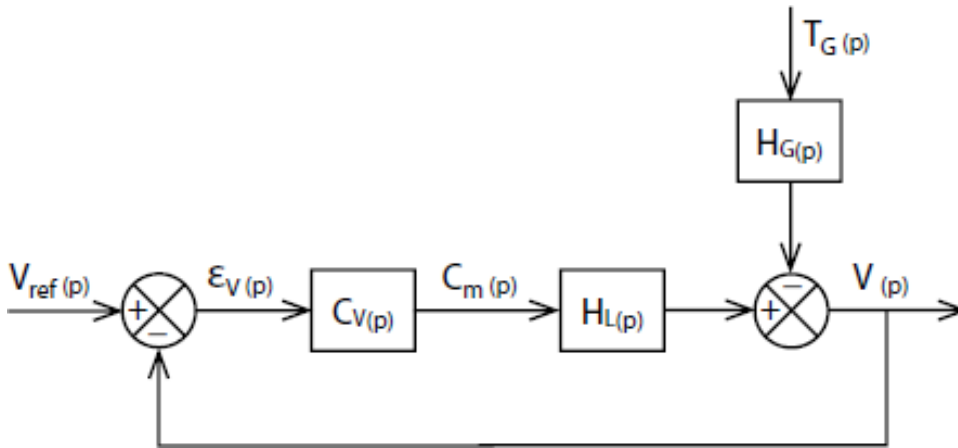 T_G (p)
H_G(p)
V_ref (p)
+
−
ε_V (p)
C_V(p)
C_m (p)
H_L(p)
+
−
V (p)